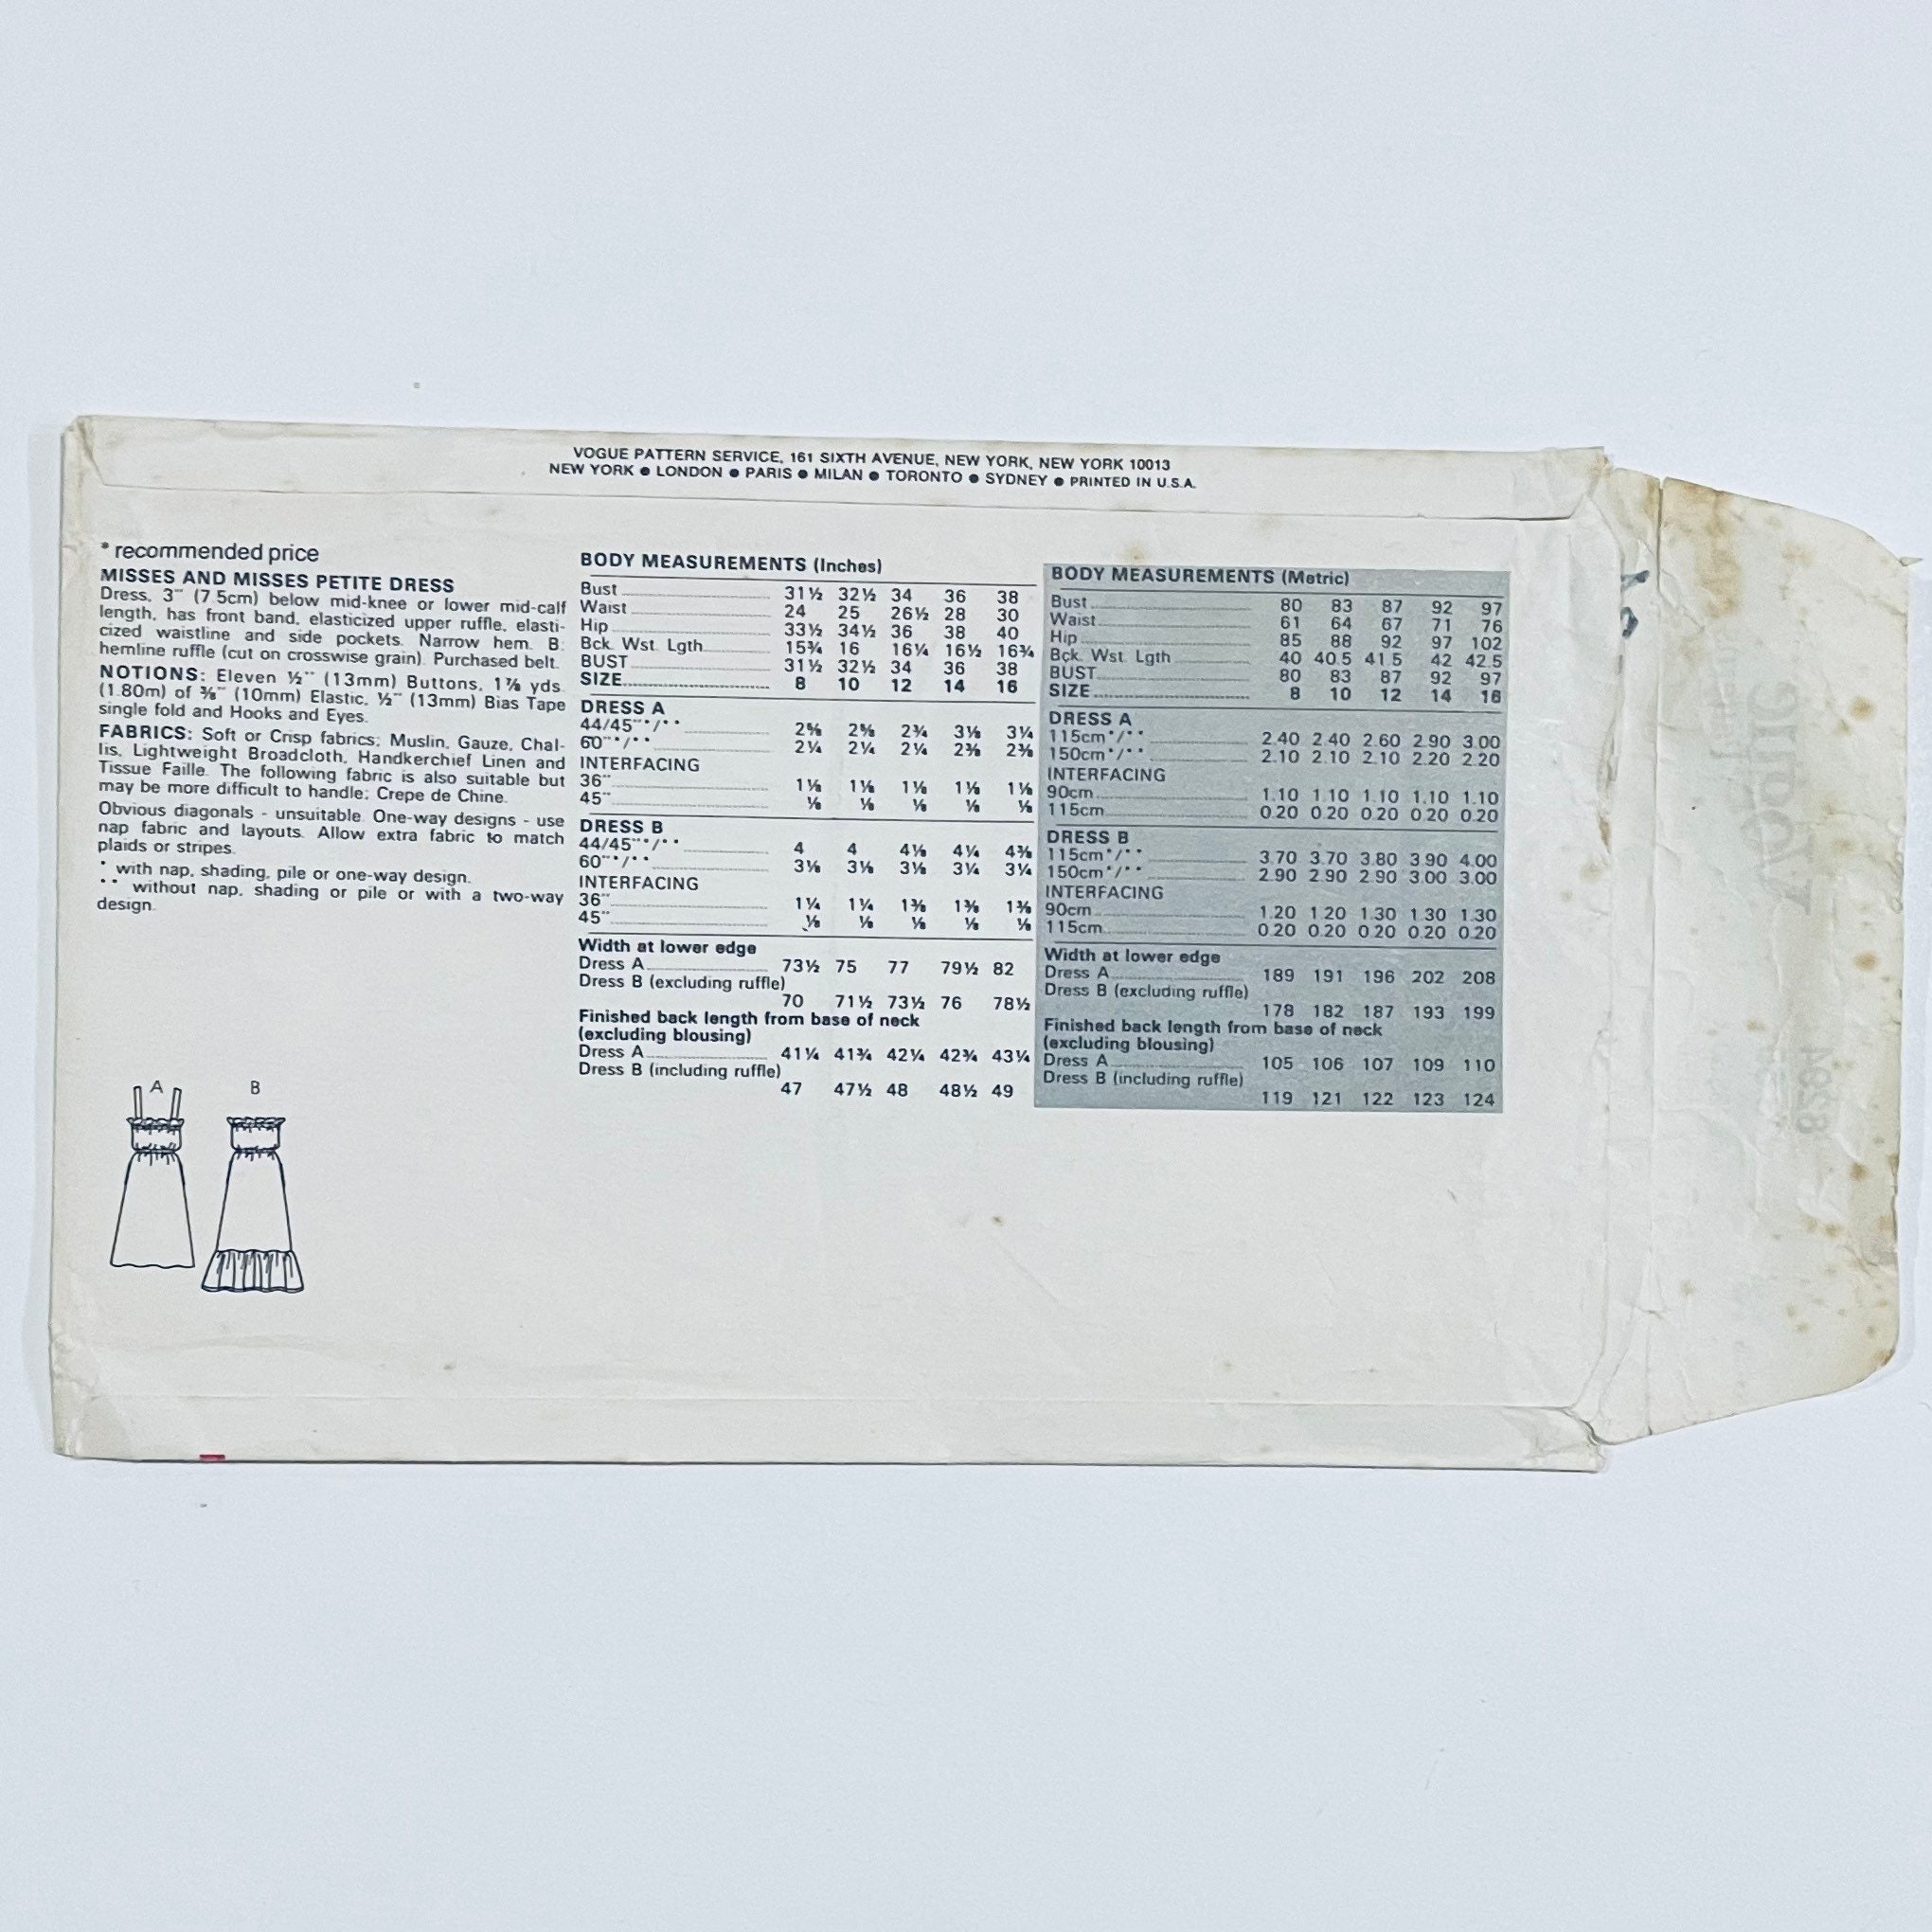 VOGUE PATTERN SERVICE, 161 SIXTH AVENUE, NEW YORK, NEW YORK 10013
NEW YORK ● LONDON ● PARIS ● MILAN ● TORONTO ● SYDNEY ● PRINTED IN U.S.A.
* recommended price
MISSES AND MISSES PETITE DRESS
Dress, 3" (7.5cm) below mid-knee or lower mid-calf
length, has front band, elasticized upper ruffle, elasti-
cized waistline and side pockets. Narrow hem. B:
hemline ruffle (cut on crosswise grain). Purchased belt.
NOTIONS: Eleven ½" (13mm) Buttons, 1⅞ yds.
(1.80m) of ⅜" (10mm) Elastic, ½" (13mm) Bias Tape
single fold and Hooks and Eyes.
FABRICS: Soft or Crisp fabrics; Muslin, Gauze, Chal-
lis, Lightweight Broadcloth, Handkerchief Linen and
Tissue Faille. The following fabric is also suitable but
may be more difficult to handle; Crepe de Chine.
Obvious diagonals - unsuitable. One-way designs - use
nap fabric and layouts. Allow extra fabric to match
plaids or stripes.
* with nap, shading, pile or one-way design.
** without nap, shading or pile or with a two-way
design.
A B
BODY MEASUREMENTS (Inches)
Bust 31½ 32½ 34 36 38
Waist 24 25 26½ 28 30
Hip 33½ 34½ 36 38 40
Bck. Wst. Lgth 15¾ 16 16¼ 16½ 16¾
BUST 31½ 32½ 34 36 38
SIZE 8 10 12 14 16
DRESS A
44/45"*/** 2⅝ 2⅝ 2¾ 3⅛ 3¼
60"*/** 2¼ 2¼ 2¼ 2⅜ 2⅜
INTERFACING
36" 1⅛ 1⅛ 1⅛ 1⅛ 1⅛
45" ⅛ ⅛ ⅛ ⅛ ⅛
DRESS B
44/45"*/** 4 4 4⅛ 4¼ 4⅜
60"*/** 3⅛ 3⅛ 3⅛ 3¼ 3¼
INTERFACING
36" 1¼ 1¼ 1⅜ 1⅜ 1⅜
45" ⅛ ⅛ ⅛ ⅛ ⅛
Width at lower edge
Dress A 73½ 75 77 79½ 82
Dress B (excluding ruffle)
70 71½ 73½ 76 78½
Finished back length from base of neck
(excluding blousing)
Dress A 41¼ 41¾ 42¼ 42¾ 43¼
Dress B (including ruffle)
47 47½ 48 48½ 49
BODY MEASUREMENTS (Metric)
Bust 80 83 87 92 97
Waist 61 64 67 71 76
Hip 85 88 92 97 102
Bck. Wst. Lgth 40 40.5 41.5 42 42.5
BUST 80 83 87 92 97
SIZE 8 10 12 14 16
DRESS A
115cm*/** 2.40 2.40 2.60 2.90 3.00
150cm*/** 2.10 2.10 2.10 2.20 2.20
INTERFACING
90cm 1.10 1.10 1.10 1.10 1.10
115cm 0.20 0.20 0.20 0.20 0.20
DRESS B
115cm*/** 3.70 3.70 3.80 3.90 4.00
150cm*/** 2.90 2.90 2.90 3.00 3.00
INTERFACING
90cm 1.20 1.20 1.30 1.30 1.30
115cm 0.20 0.20 0.20 0.20 0.20
Width at lower edge
Dress A 189 191 196 202 208
Dress B (excluding ruffle)
178 182 187 193 199
Finished back length from base of neck
(excluding blousing)
Dress A 105 106 107 109 110
Dress B (including ruffle)
119 121 122 123 124